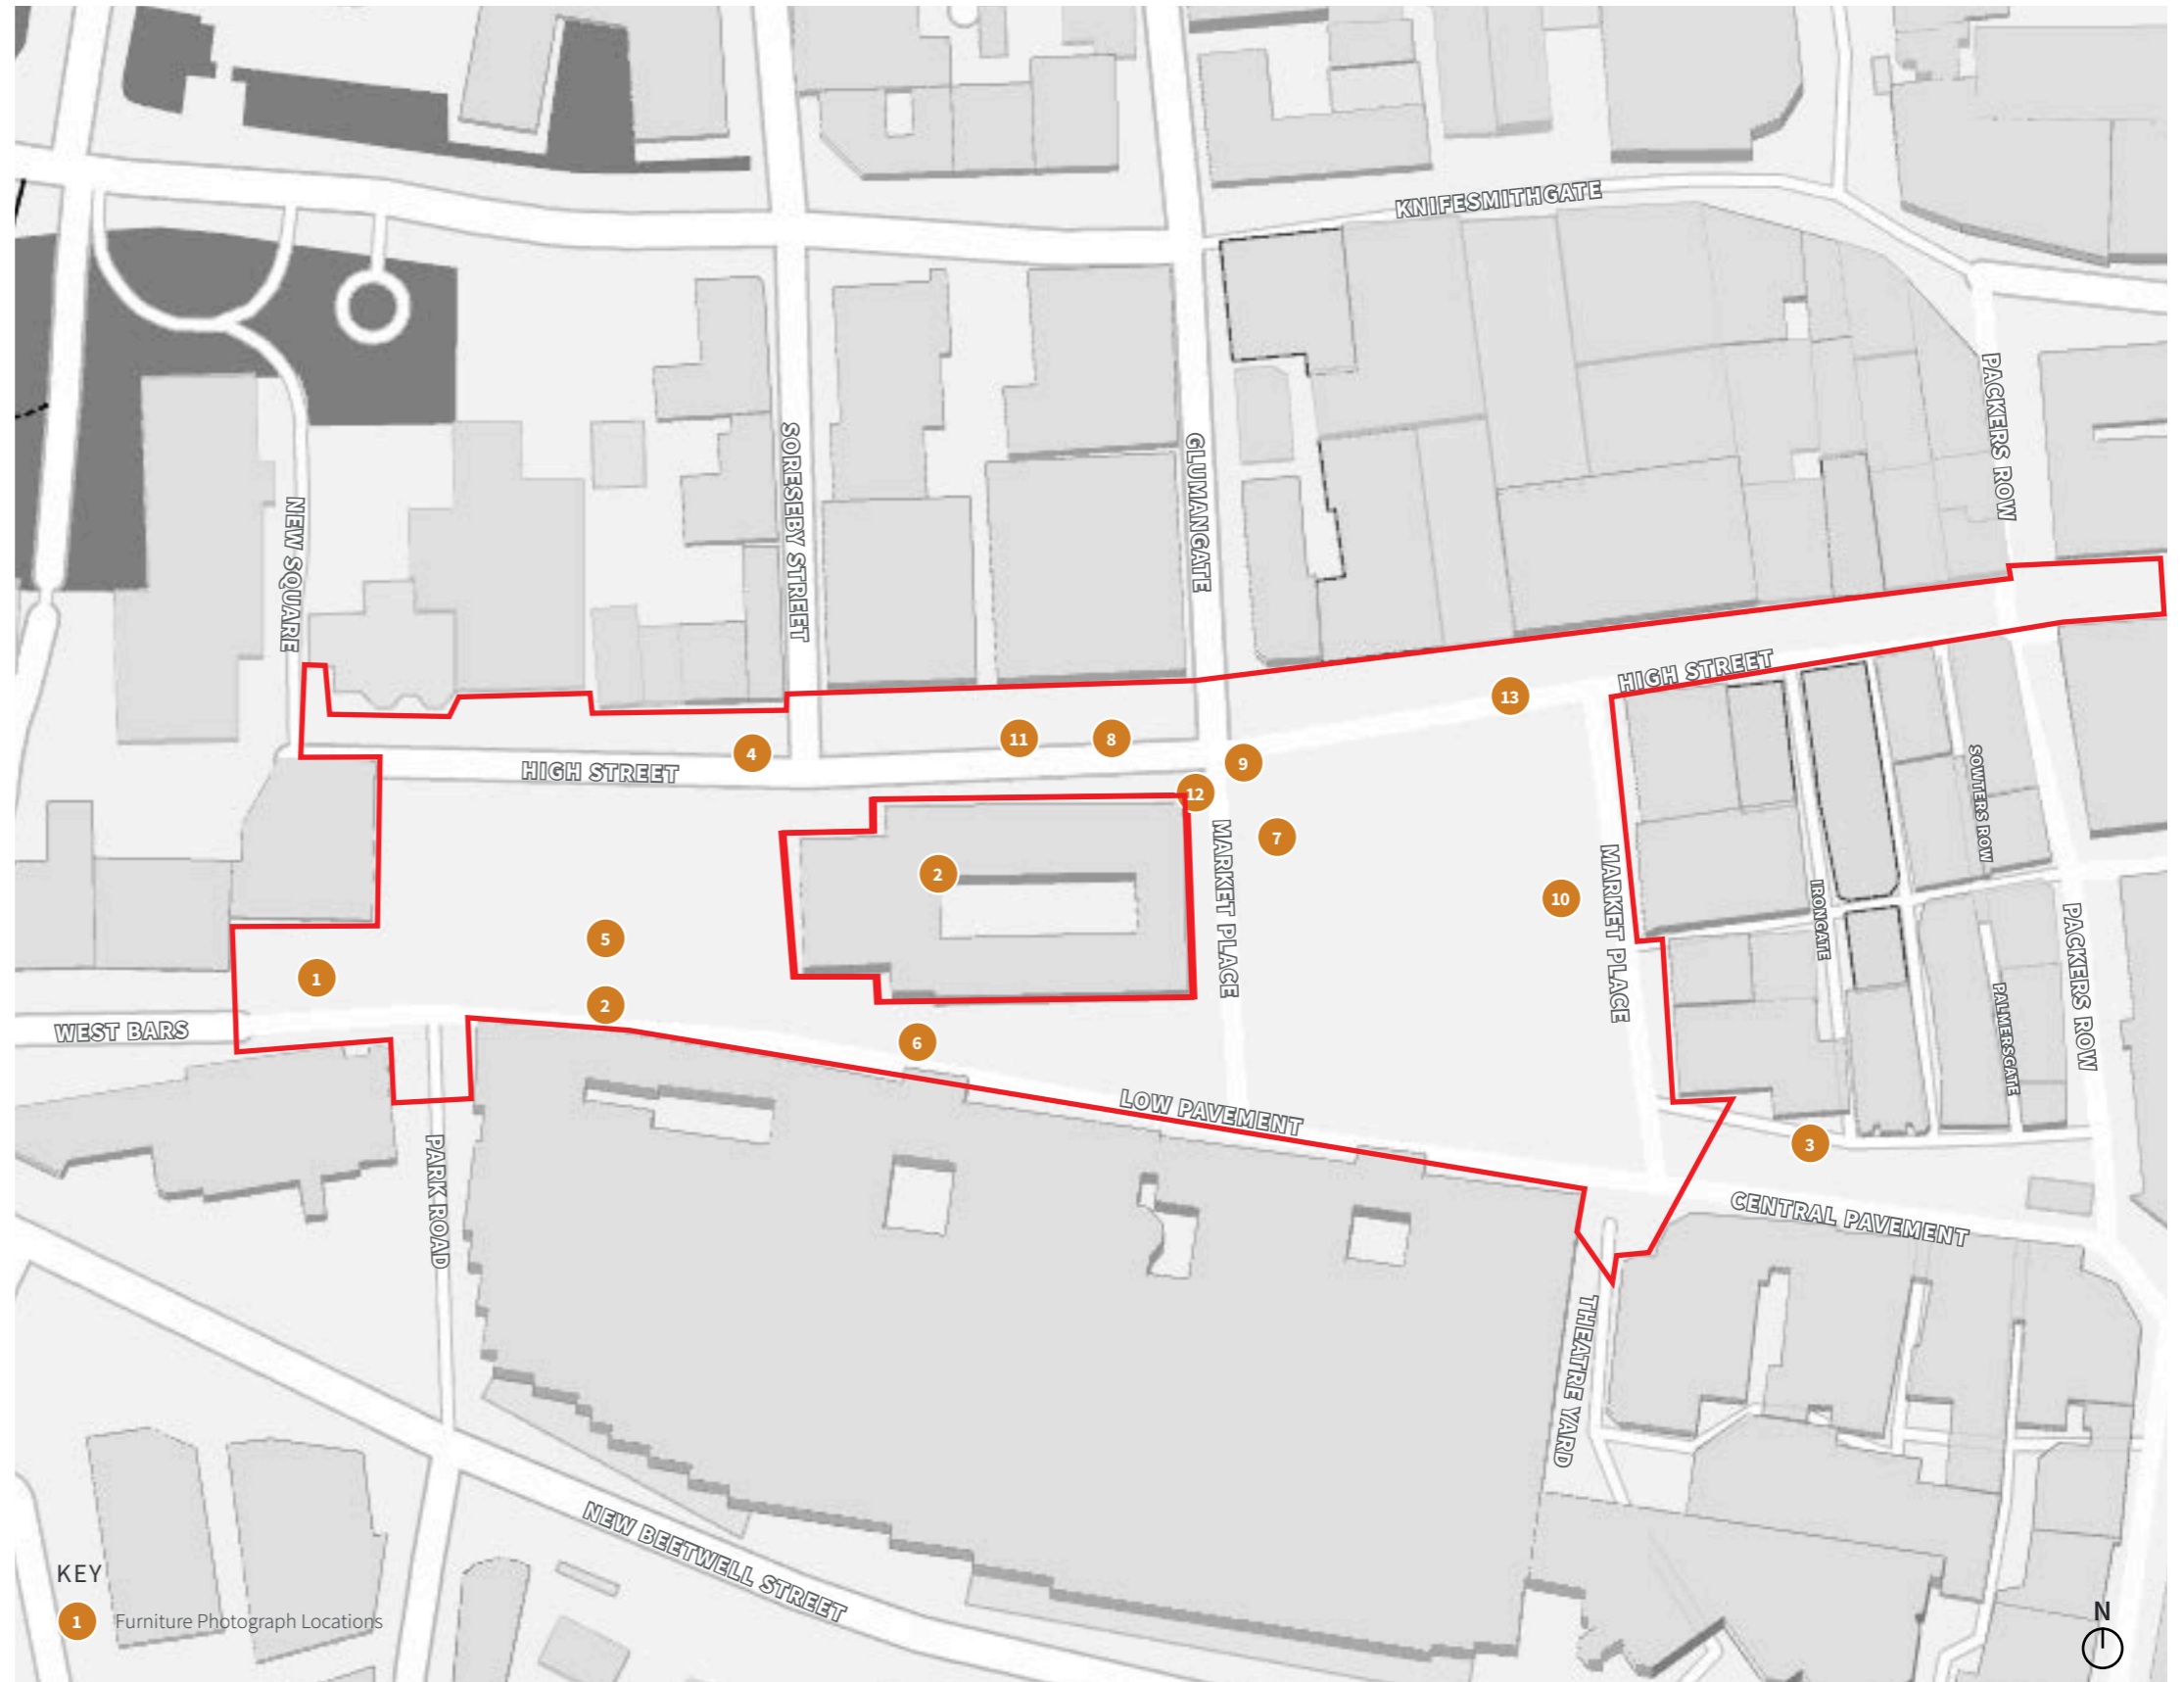 KNIFESMITHGATE
PACKERS ROW
SORESEBY STREET
GLUMANGATE
NEW SQUARE
HIGH STREET
13
4
11
8
HIGH STREET
9
12
7
MARKET PLACE
2
10
MARKET PLACE
SOWTERS ROW
IRONGATE
5
1
2
PACKERS ROW
WEST BARS
6
PALMERSGATE
LOW PAVEMENT
3
PARK ROAD
CENTRAL PAVEMENT
THEATRE YARD
NEW BEETWELL STREET
KEY
1 Furniture Photograph Locations
N